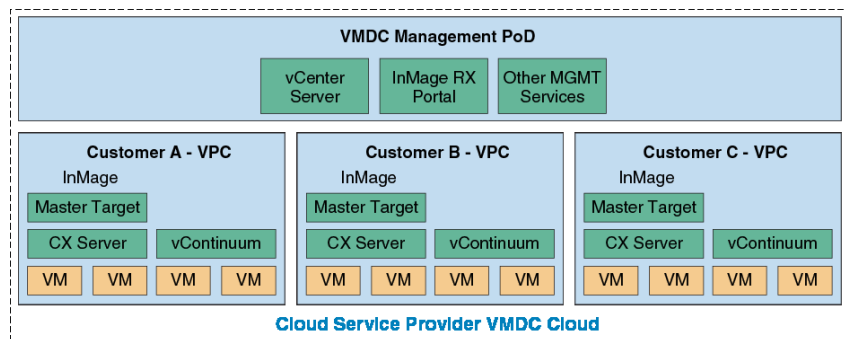 VMDC Management PoD
vCenter
Server
InMage RX
Portal
Other MGMT
Services
Customer A - VPC
InMage
Master Target
CX Server
vContinuum
VM
VM
VM
VM
Customer B - VPC
InMage
Master Target
CX Server
vContinuum
VM
VM
VM
VM
Customer C - VPC
InMage
Master Target
CX Server
vContinuum
VM
VM
VM
VM
Cloud Service Provider VMDC Cloud